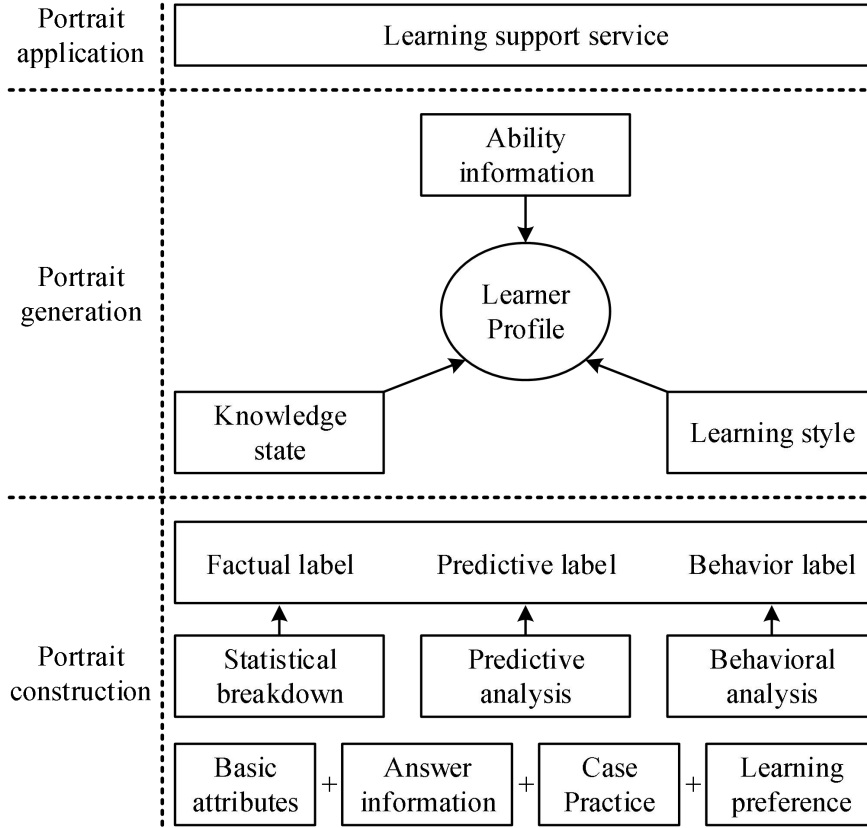 Portrait
application
Learning support service
Ability
information
Portrait
generation
Learner
Profile
Knowledge
state
Learning style
Factual label
Predictive label
Behavior label
Portrait
construction
Statistical
breakdown
Predictive
analysis
Behavioral
analysis
Basic
attributes
+
Answer
information
+
Case
Practice
+
Learning
preference